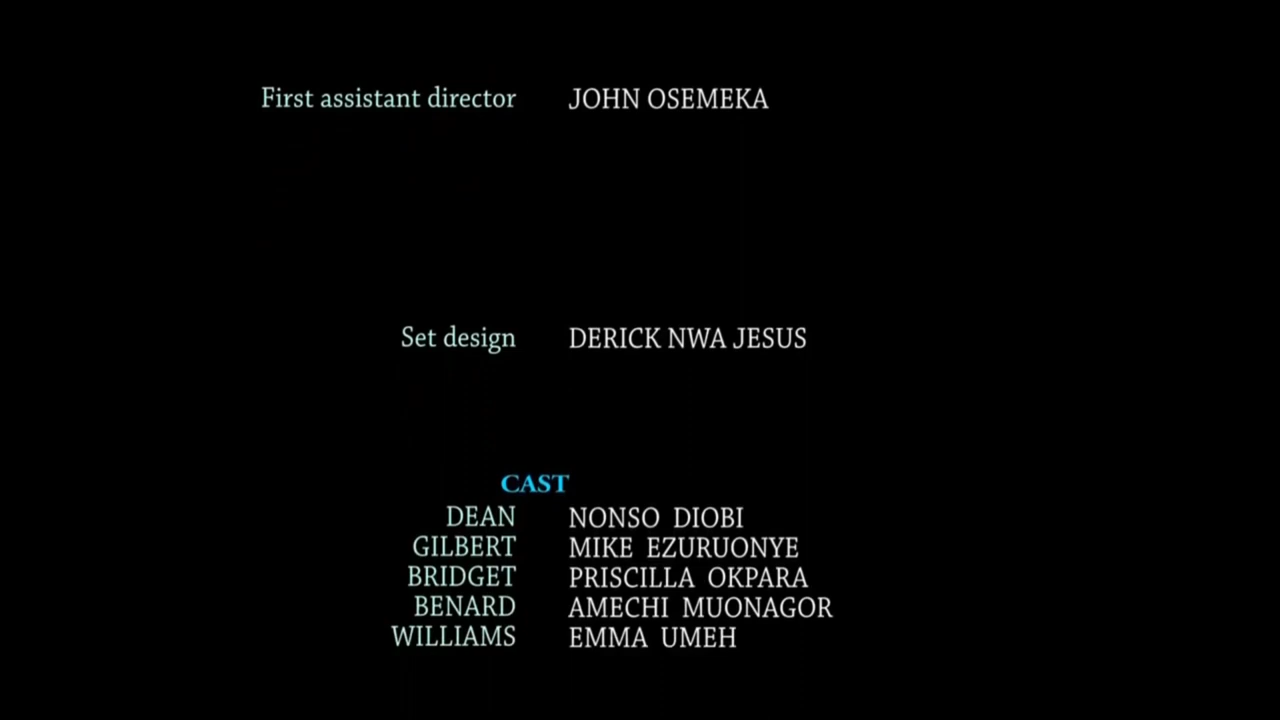 First assistant director JOHN OSEMEKA
Set design DERICK NWA JESUS
CAST
DEAN NONSO DIOBI
GILBERT MIKE EZURUONYE
BRIDGET PRISCILLA OKPARA
BENARD AMECHI MUONAGOR
WILLIAMS EMMA UMEH